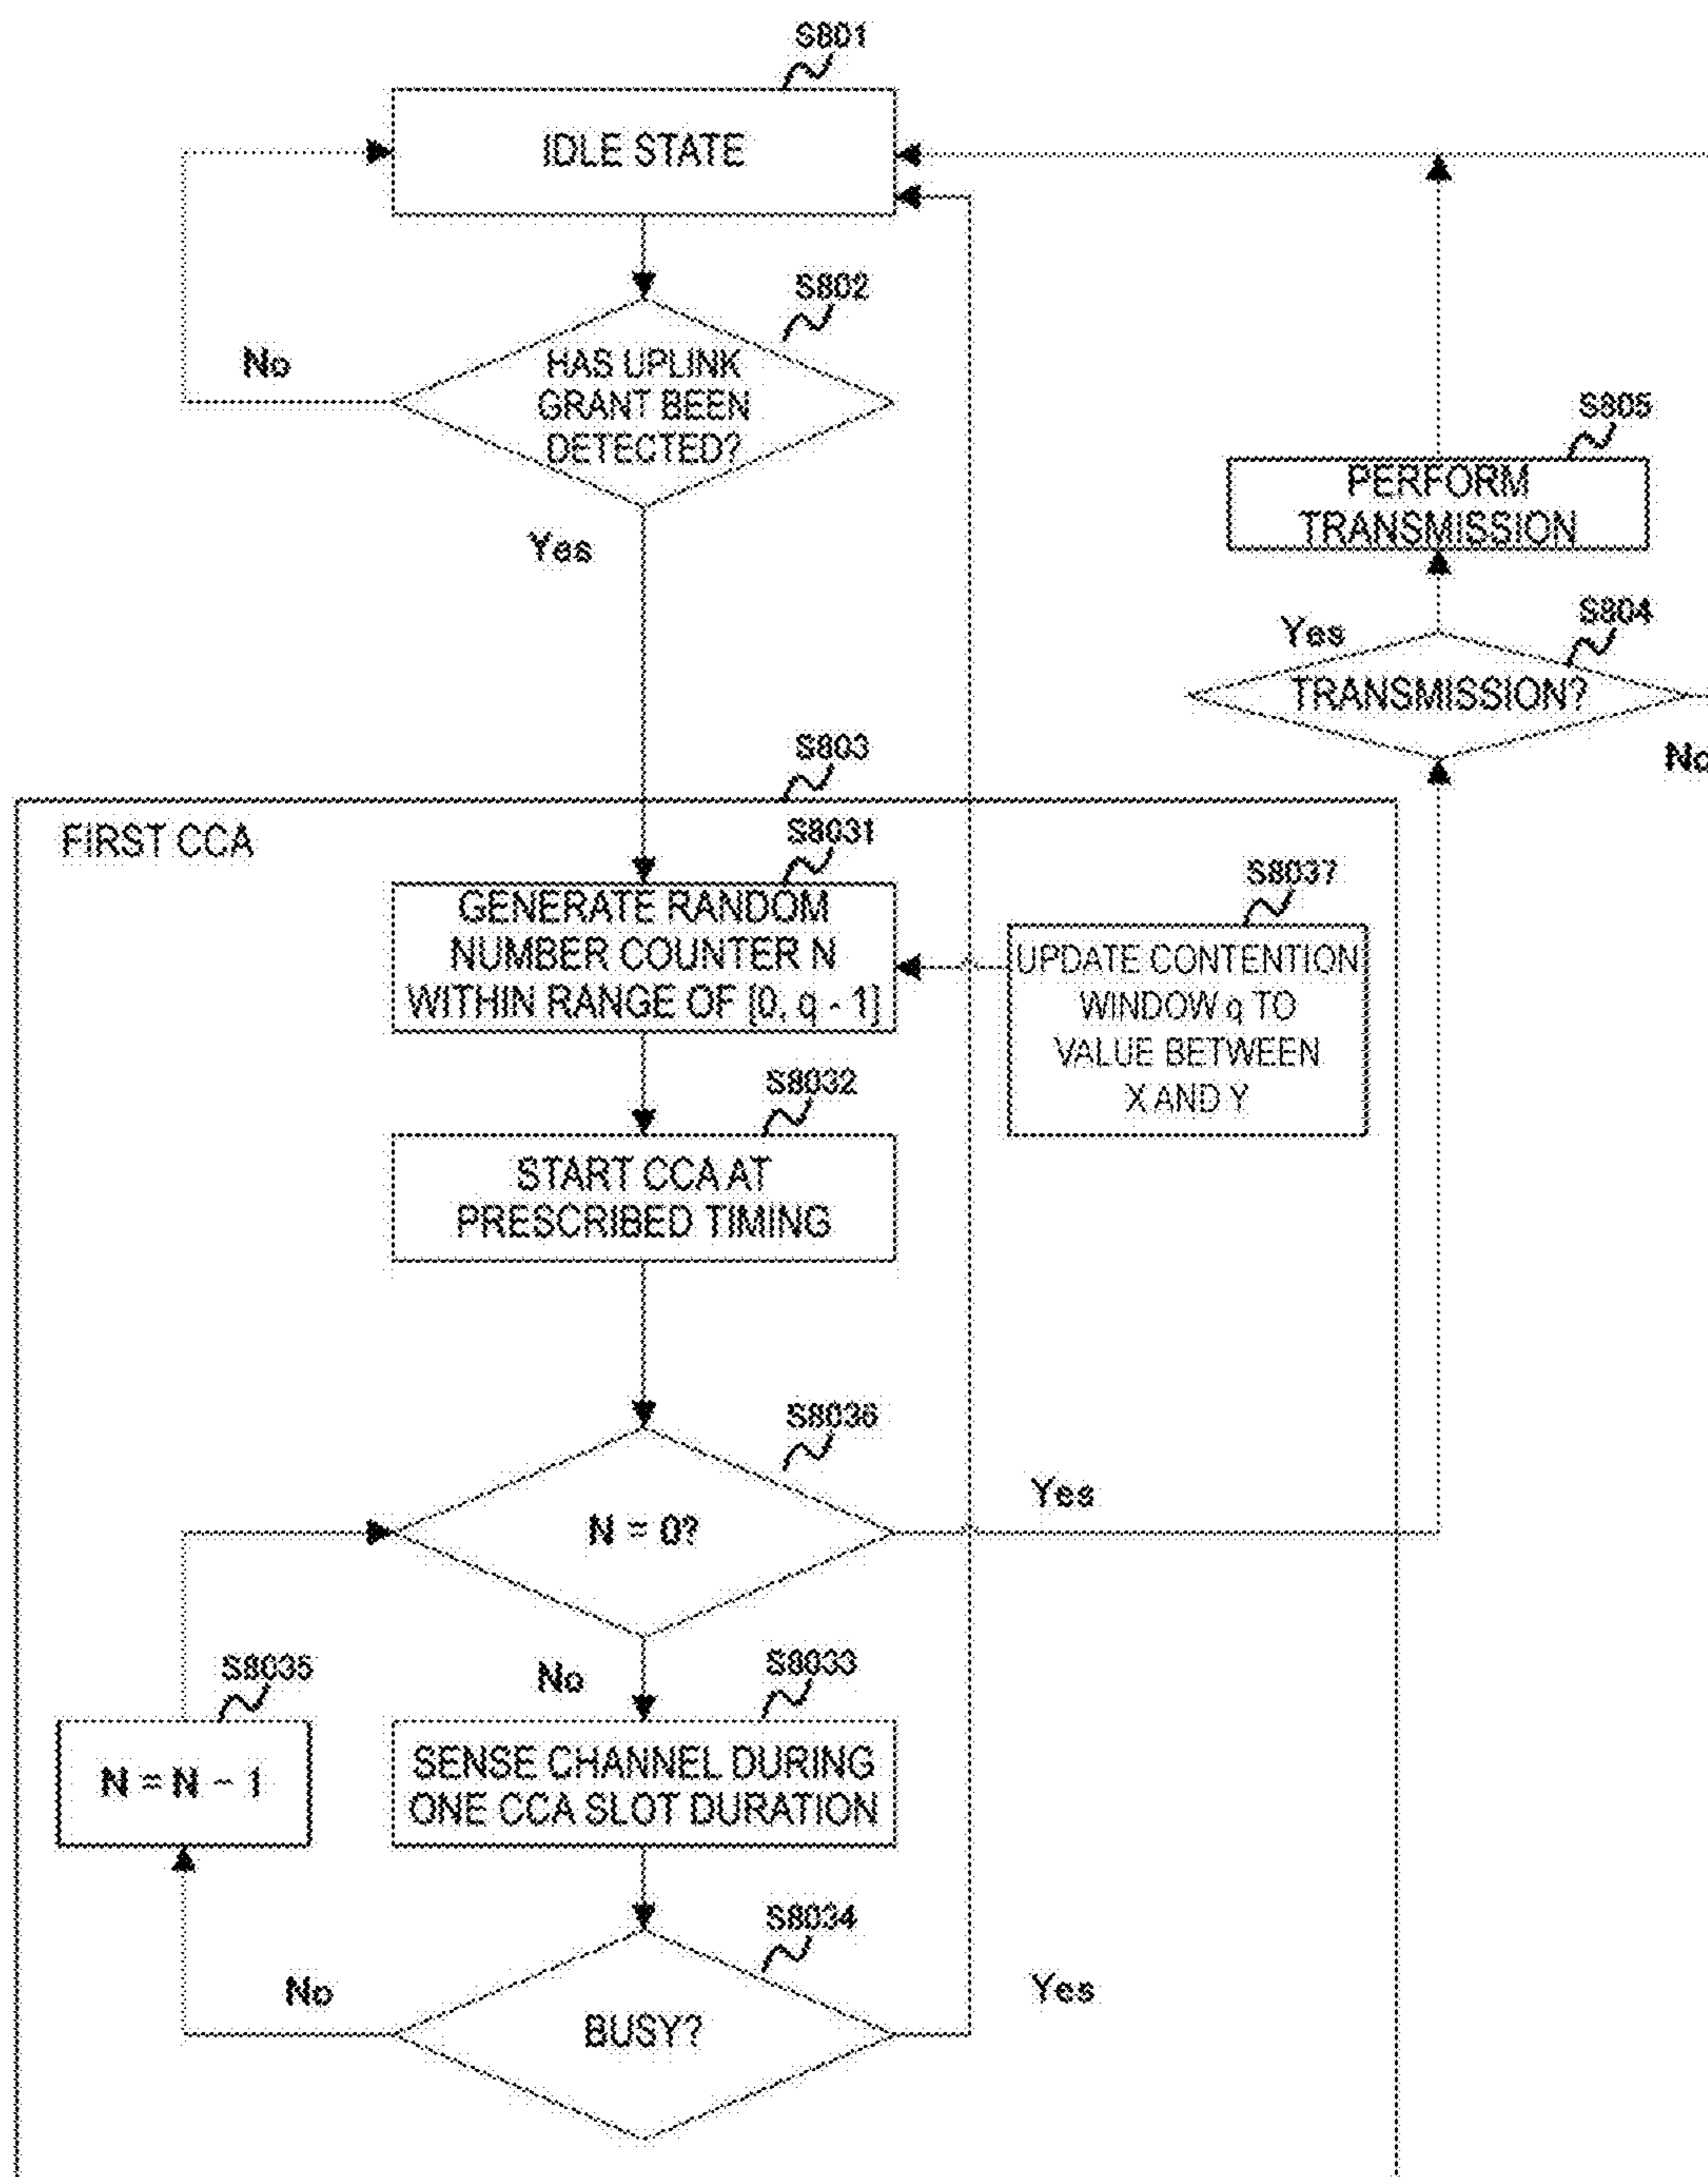 S801
IDLE STATE
S802
HAS UPLINK
GRANT BEEN
DETECTED?
No
Yes
S805
PERFORM
TRANSMISSION
S804
Yes
TRANSMISSION?
No
S803
FIRST CCA
S8031
GENERATE RANDOM
NUMBER COUNTER N
WITHIN RANGE OF [0, q - 1]
S8037
UPDATE CONTENTION
WINDOW q TO
VALUE BETWEEN
X AND Y
S8032
START CCA AT
PRESCRIBED TIMING
S8036
N = 0?
Yes
No
S8035
N = N - 1
S8033
SENSE CHANNEL DURING
ONE CCA SLOT DURATION
S8034
No
BUSY?
Yes